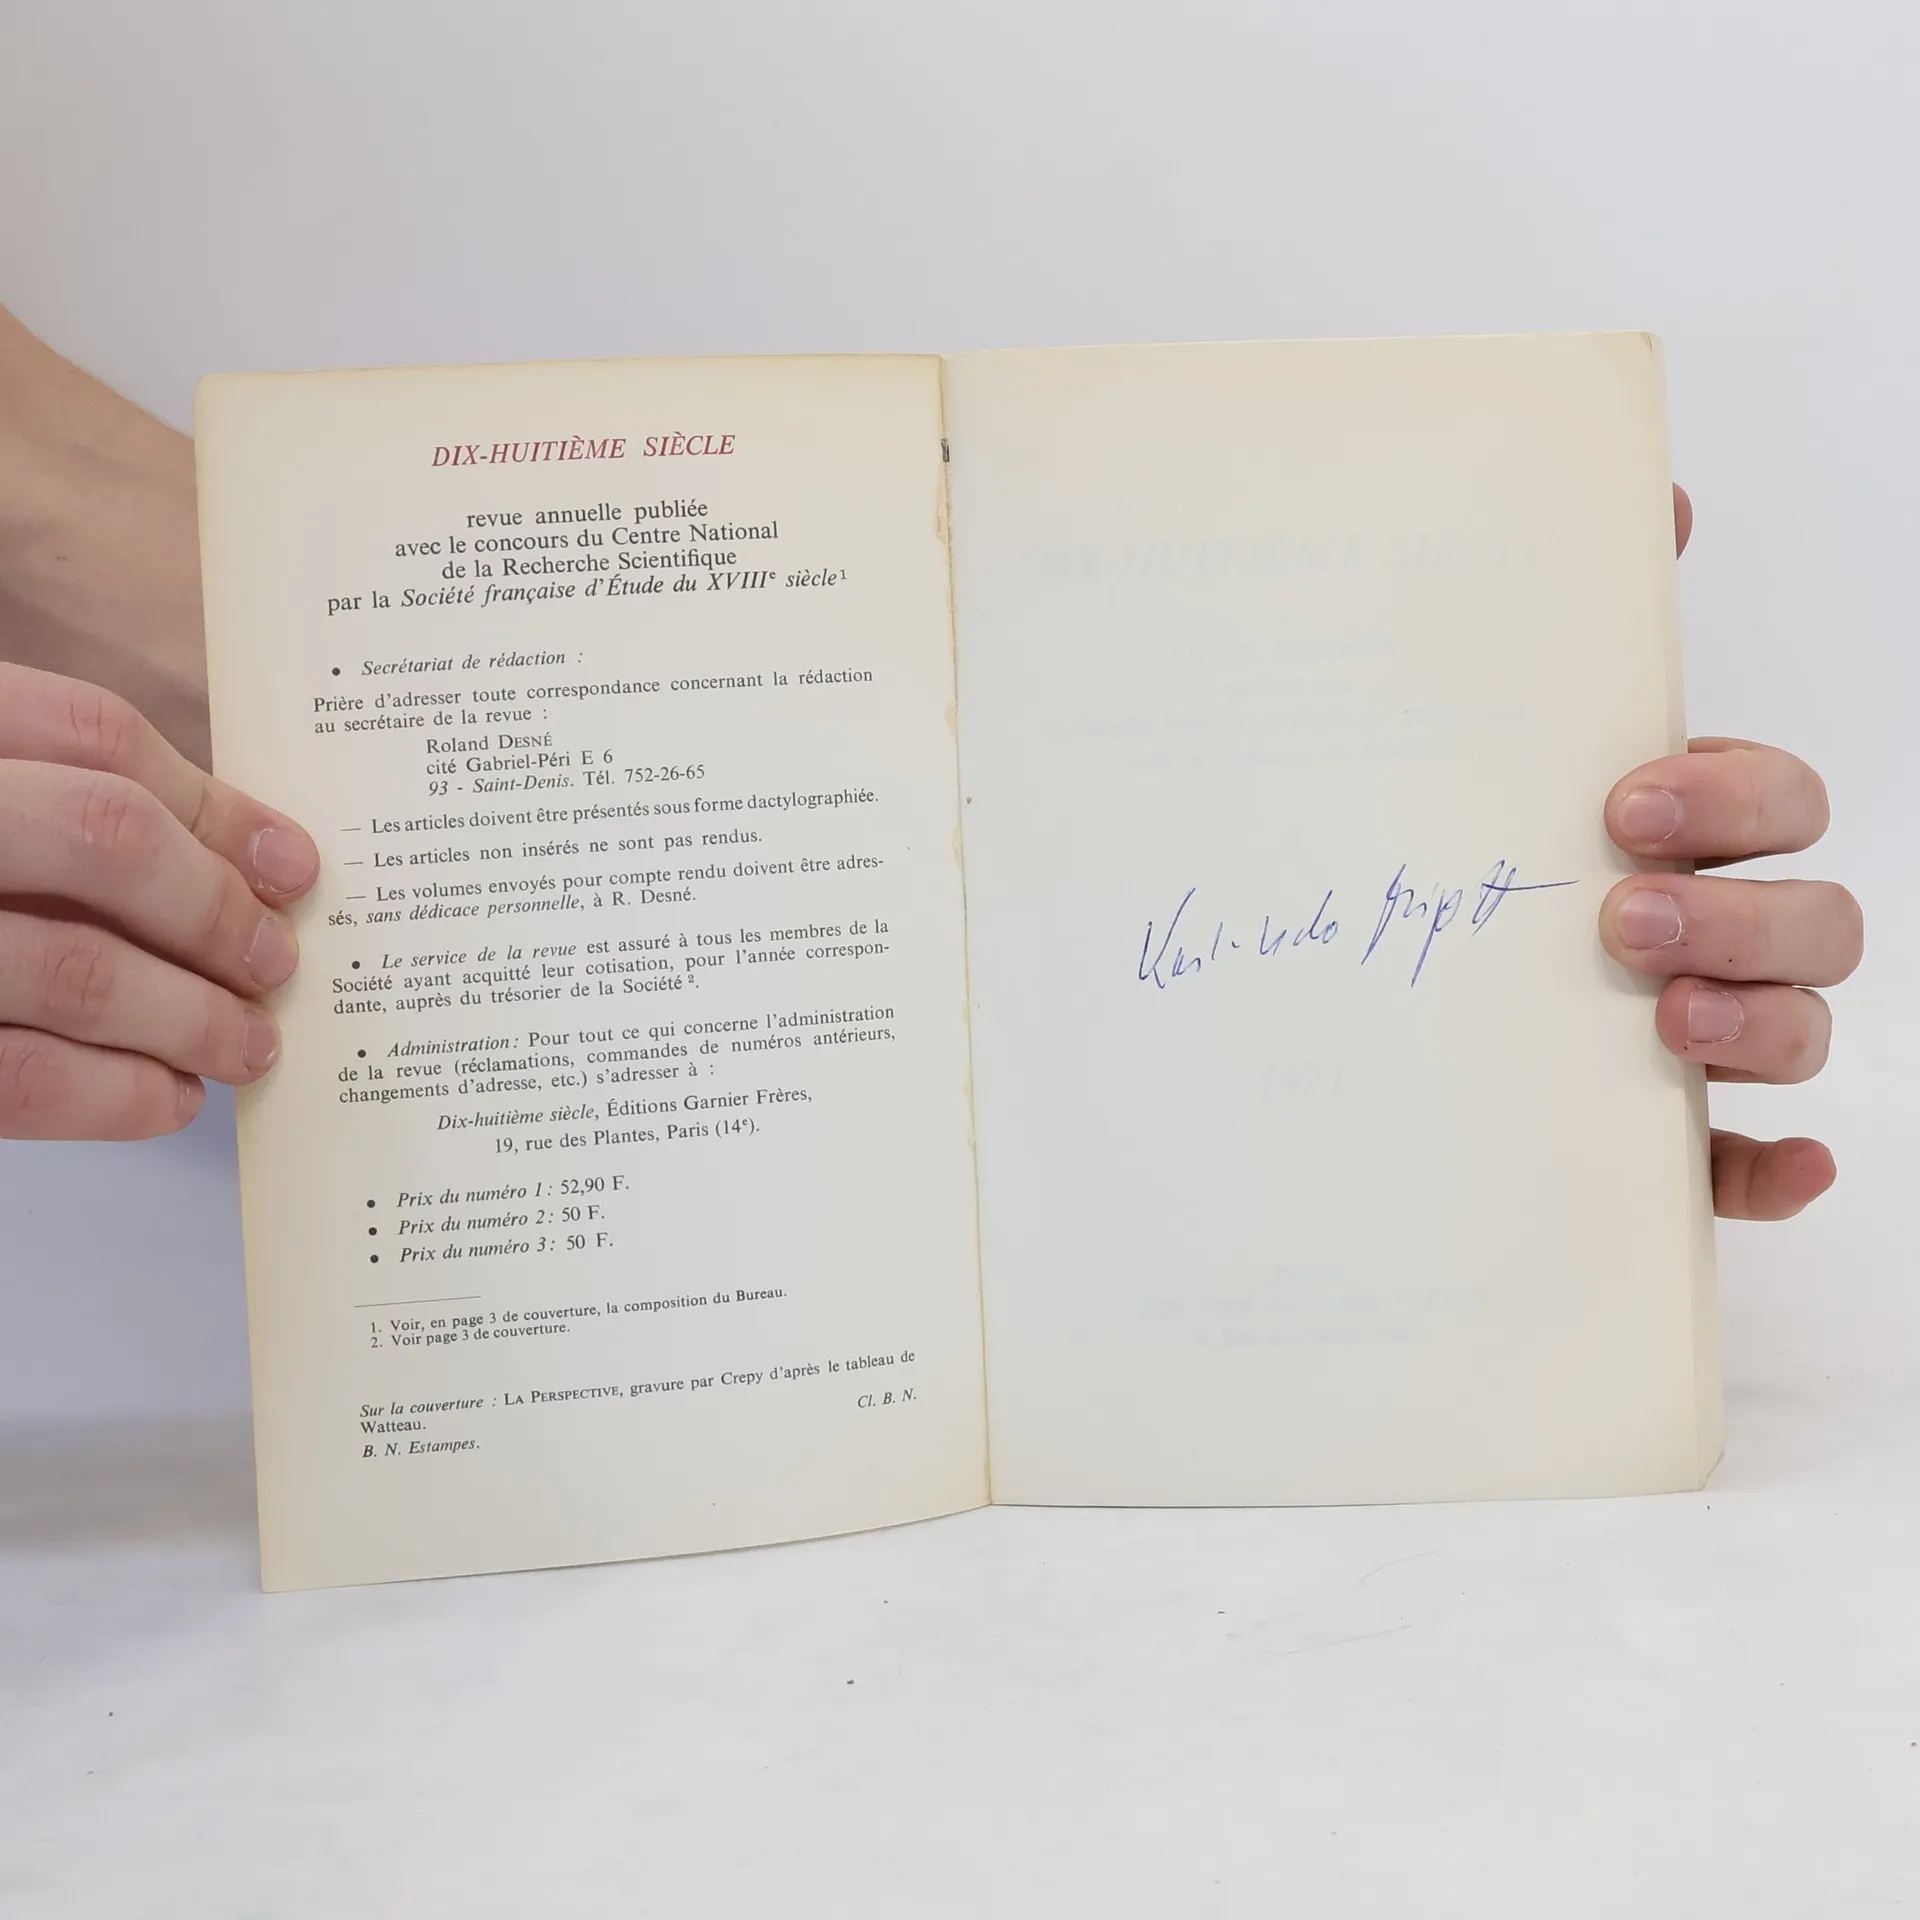 DIX-HUITIÈME SIÈCLE
revue annuelle publiée
avec le concours du Centre National
de la Recherche Scientifique
par la Société française d'Étude du XVIIIe siècle1
• Secrétariat de rédaction :
Prière d'adresser toute correspondance concernant la rédaction
au secrétaire de la revue :
Roland DESNÉ
cité Gabriel-Péri E 6
93 - Saint-Denis. Tél. 752-26-65
— Les articles doivent être présentés sous forme dactylographiée.
— Les articles non insérés ne sont pas rendus.
— Les volumes envoyés pour compte rendu doivent être adres-
sés, sans dédicace personnelle, à R. Desné.
• Le service de la revue est assuré à tous les membres de la
Société ayant acquitté leur cotisation, pour l'année correspon-
dante, auprès du trésorier de la Société 2.
• Administration : Pour tout ce qui concerne l'administration
de la revue (réclamations, commandes de numéros antérieurs,
changements d'adresse, etc.) s'adresser à :
Dix-huitième siècle, Éditions Garnier Frères,
19, rue des Plantes, Paris (14e).
• Prix du numéro 1 : 52,90 F.
• Prix du numéro 2 : 50 F.
• Prix du numéro 3 : 50 F.
1. Voir, en page 3 de couverture, la composition du Bureau.
2. Voir page 3 de couverture.
Sur la couverture : LA PERSPECTIVE, gravure par Crepy d'après le tableau de
Watteau.
Cl. B. N.
B. N. Estampes.